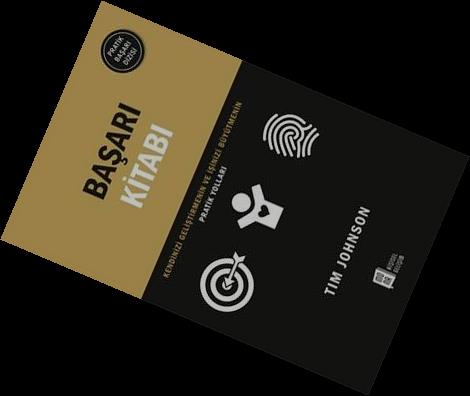 PRATİK
BAŞARI
DİZİSİ
BAŞARI
KİTABI
KENDİNİZİ GELİŞTİRMENİN VE İŞİNİZİ BÜYÜTMENİN
PRATİK YOLLARI
TIM JOHNSON